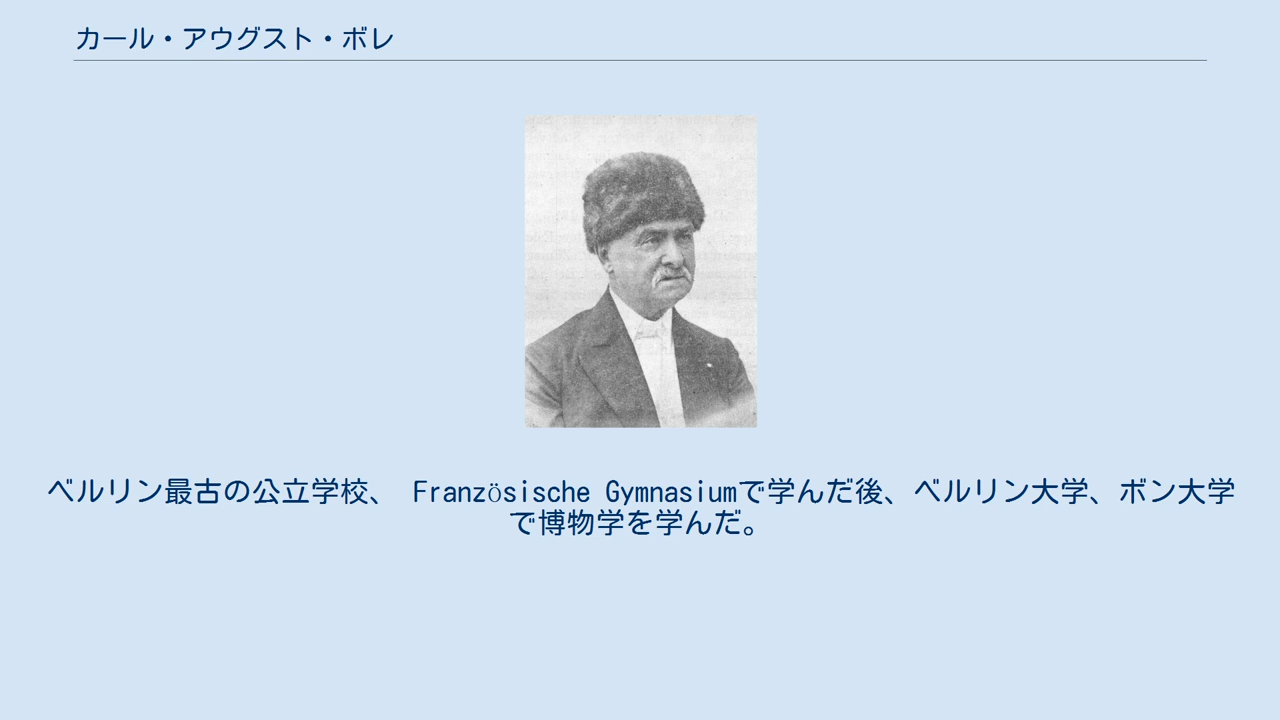 カール・アウグスト・ボレ
ベルリン最古の公立学校、 Französische Gymnasiumで学んだ後、ベルリン大学、ボン大学
で博物学を学んだ。